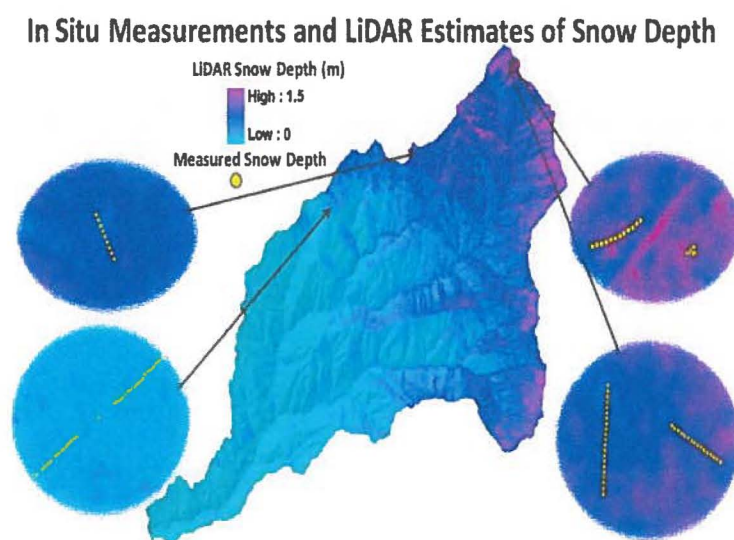 In Situ Measurements and LiDAR Estimates of Snow Depth
LiDAR Snow Depth (m)
High : 1.5
Low : 0
Measured Snow Depth